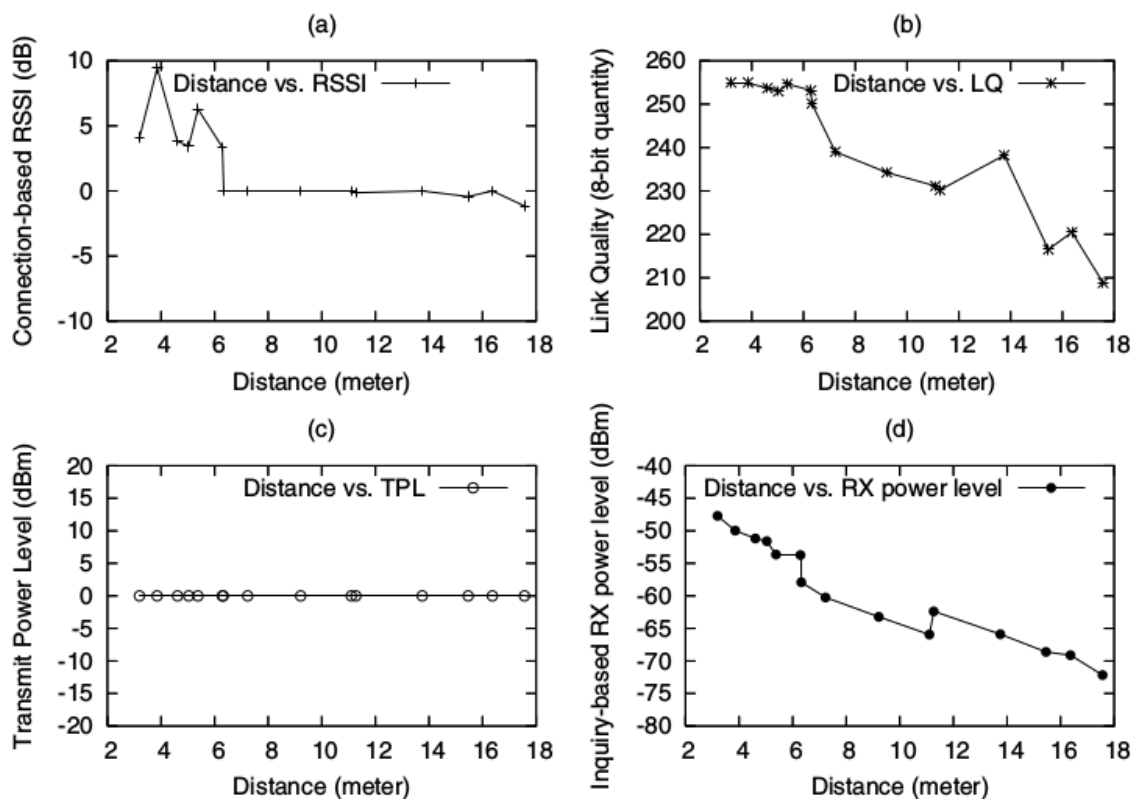 (a)
Connection-based RSSI (dB)
10
5
0
-5
-10
Distance vs. RSSI
2 4 6 8 10 12 14 16 18
Distance (meter)
(b)
Link Quality (8-bit quantity)
260
250
240
230
220
210
200
Distance vs. LQ
2 4 6 8 10 12 14 16 18
Distance (meter)
(c)
Transmit Power Level (dBm)
20
15
10
5
0
-5
-10
-15
-20
Distance vs. TPL
2 4 6 8 10 12 14 16 18
Distance (meter)
(d)
Inquiry-based RX power level (dBm)
-40
-45
-50
-55
-60
-65
-70
-75
-80
Distance vs. RX power level
2 4 6 8 10 12 14 16 18
Distance (meter)